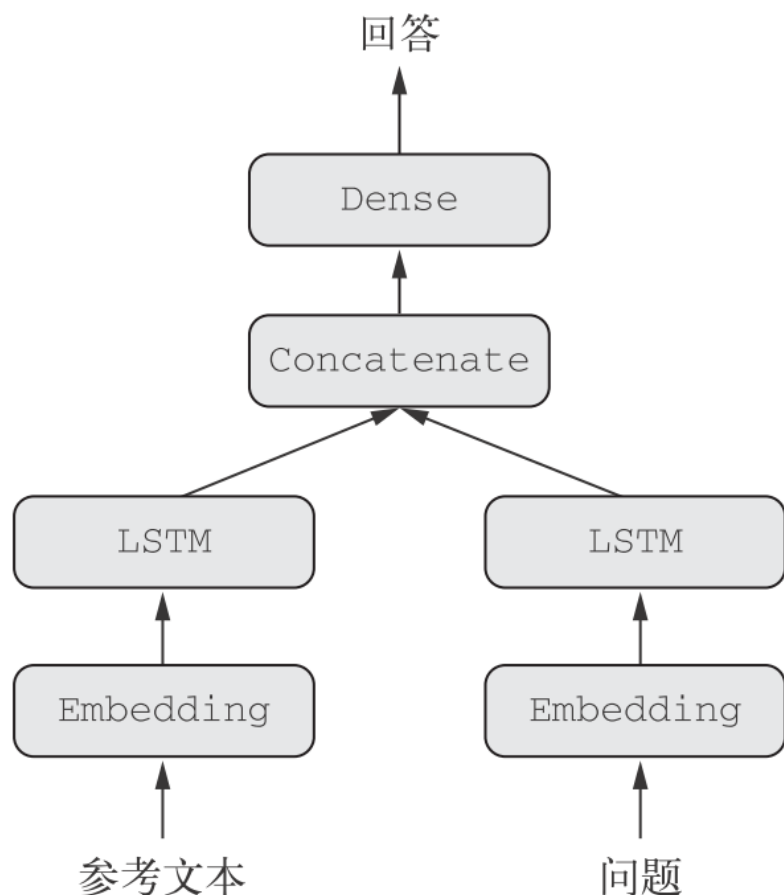 回答
Dense
Concatenate
LSTM
LSTM
Embedding
Embedding
参考文本
问题